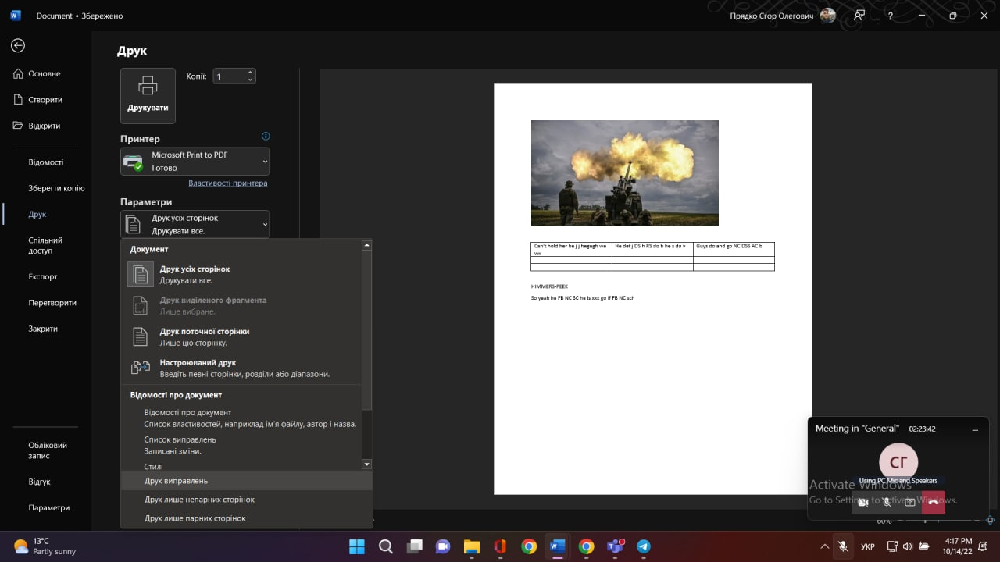 Document • Збережено
Прядко Єгор Олегович
?
Друк
Основне
Створити
Відкрити
Відомості
Зберегти копію
Друк
Спільний
доступ
Експорт
Перетворити
Закрити
Обліковий
запис
Відгук
Параметри
Друкувати
Копії: 1
Принтер
Microsoft Print to PDF
Готово
Властивості принтера
Параметри
Друк усіх сторінок
Друкувати все.
Документ
Друк усіх сторінок
Друкувати все.
Друк виділеного фрагмента
Лише вибране.
Друк поточної сторінки
Лише цю сторінку.
Настроюваний друк
Введіть певні сторінки, розділи або діапазони.
Відомості про документ
Відомості про документ
Список властивостей, наприклад ім'я файлу, автор і назва.
Список виправлень
Записані зміни.
Стилі
Друк виправлень
Друк лише непарних сторінок
Друк лише парних сторінок
Can't hold her he j j hegegh we
vw
He def j DS h RS do b he s do v
Guys do and go NC DSS AC b
HIMMERS-PEEK
So yeah he FB NC SC he is xxx go if FB NC sch
Meeting in "General" 02:23:42
СГ
Using PC Mic and Speakers
Activate Windows
Go to Settings to activate Windows.
60%
13°C
Partly sunny
УКР
4:17 PM
10/14/22